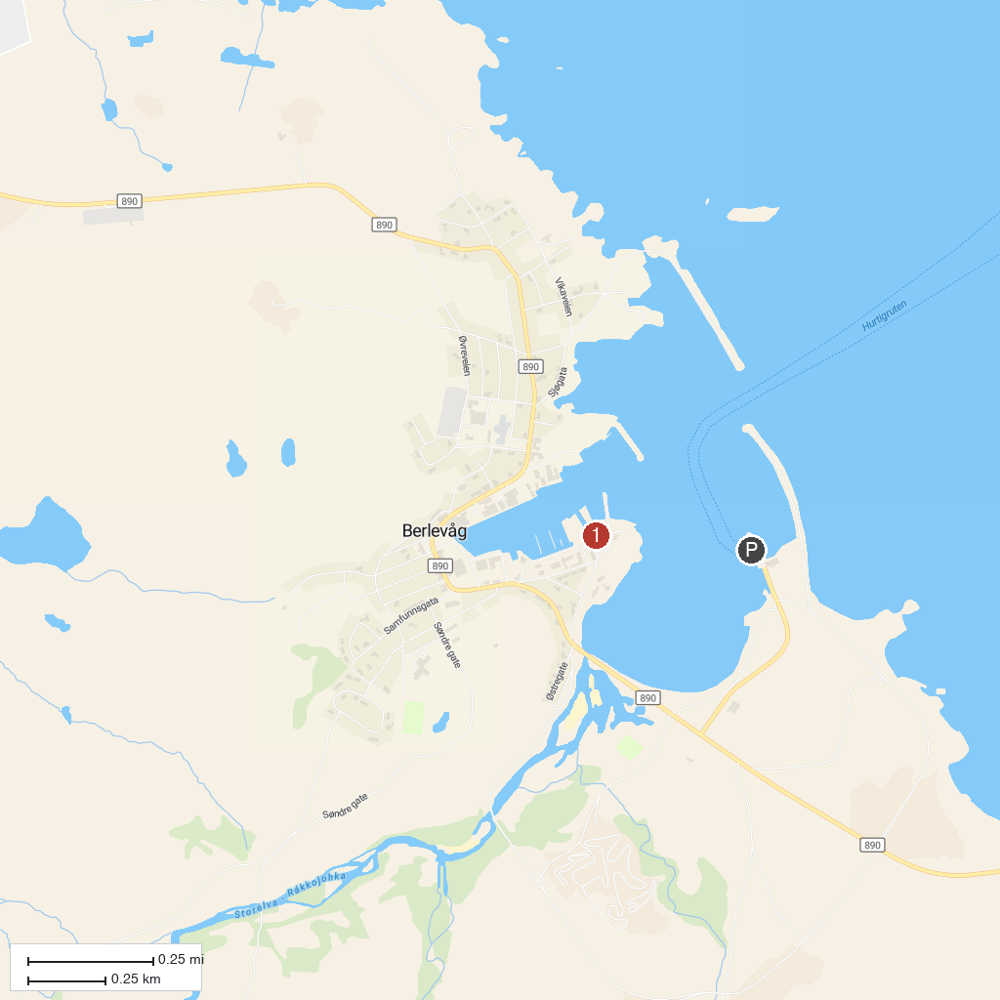 890
890
Vikaveien
Hurtigruten
Øvreveien
890
Sjøgata
Berlevåg
1
P
890
Samfunnsgata
Søndre gate
Østregate
890
Søndre gate
890
Storelva - Råkkojohka
0.25 mi
0.25 km